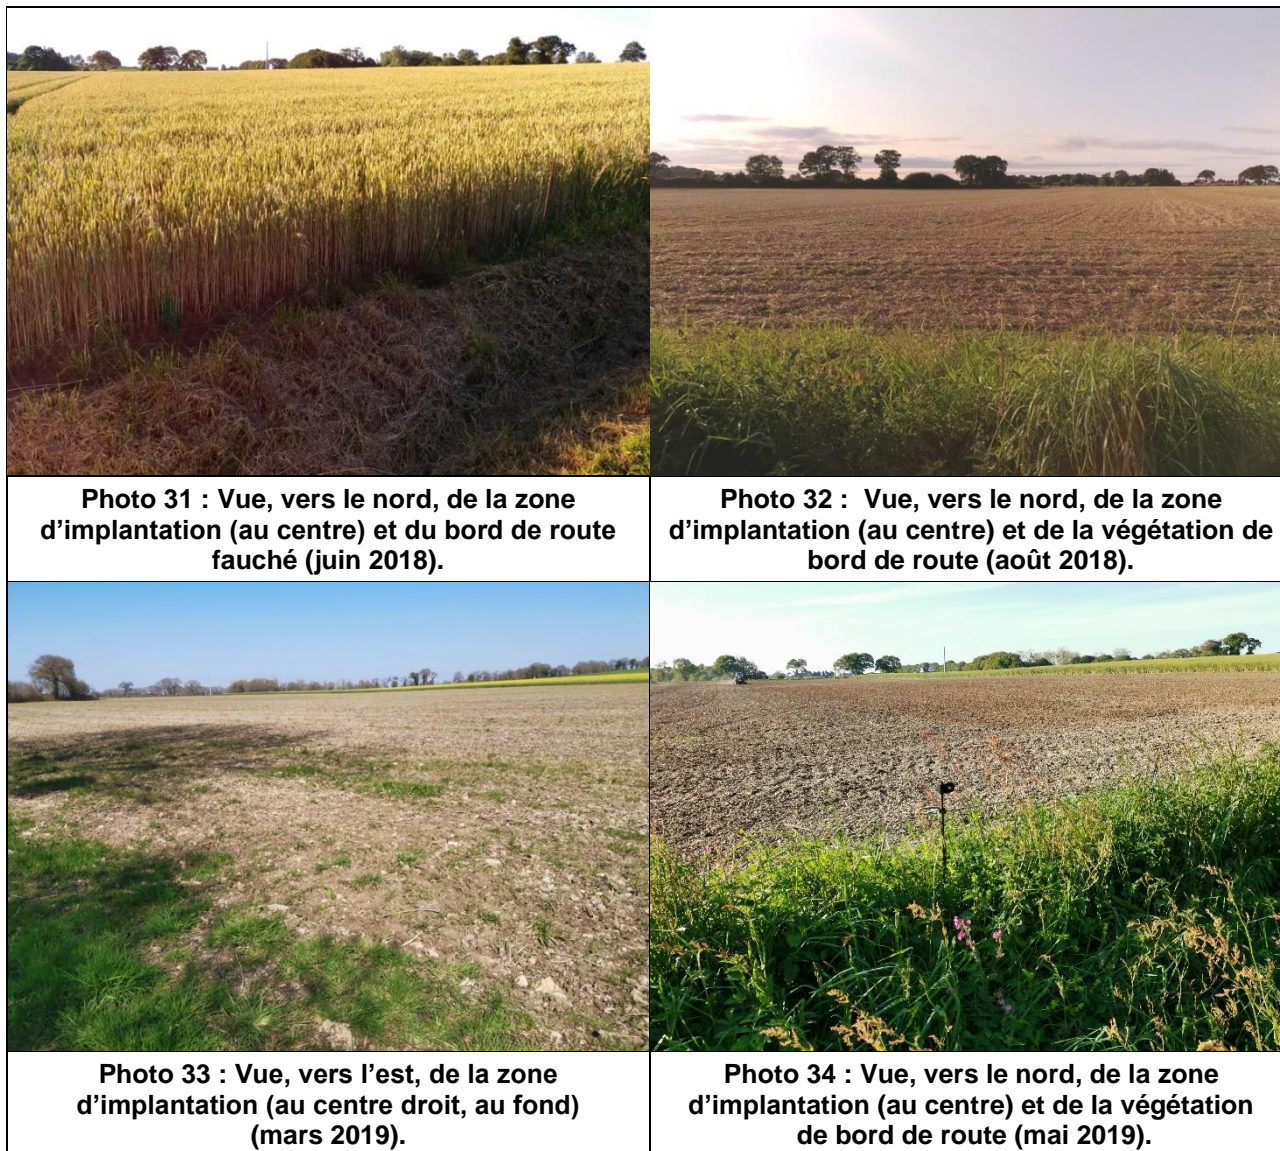 Photo 31 : Vue, vers le nord, de la zone
d’implantation (au centre) et du bord de route
fauché (juin 2018).
Photo 32 :  Vue, vers le nord, de la zone
d’implantation (au centre) et de la végétation de
bord de route (août 2018).
Photo 33 : Vue, vers l’est, de la zone
d’implantation (au centre droit, au fond)
(mars 2019).
Photo 34 : Vue, vers le nord, de la zone
d’implantation (au centre) et de la végétation
de bord de route (mai 2019).